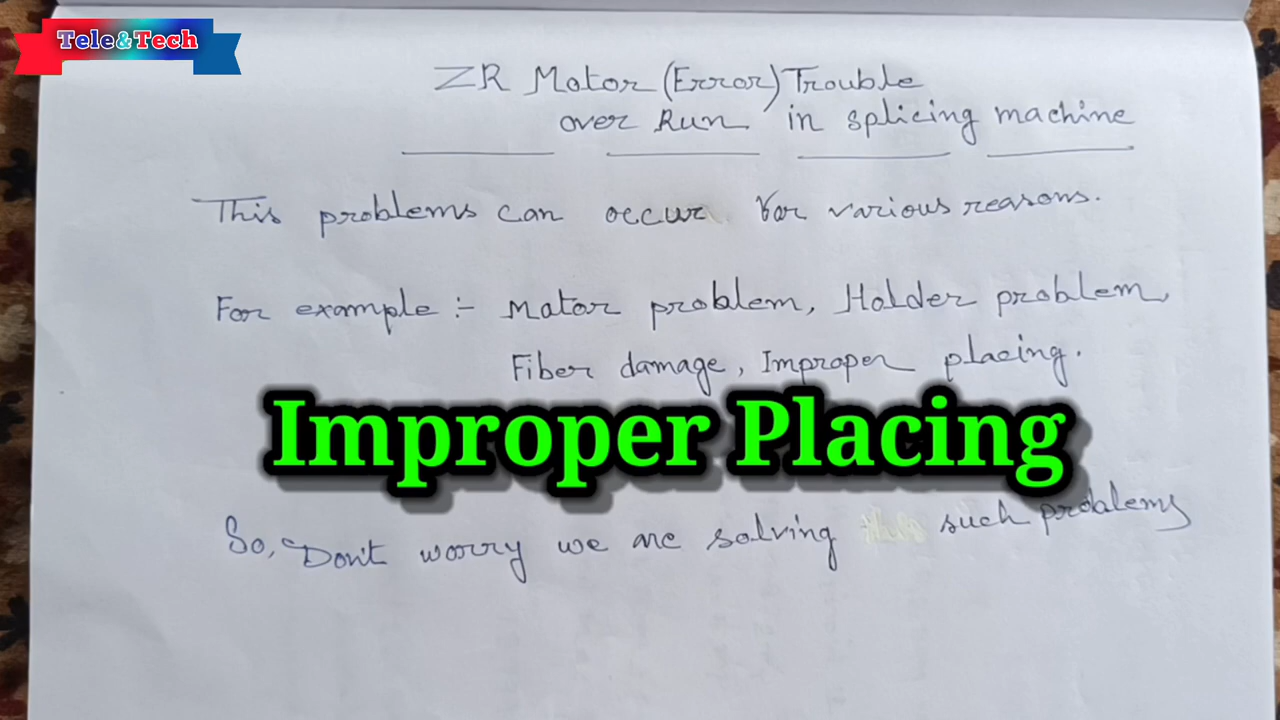 Tele&Tech
ZR Motor (Error) Trouble
over Run in splicing machine
This problems can occur for various reasons.
For example :- Motor problem, Holder problem,
Fiber damage, Improper placing.
Improper Placing
So, Don't worry we are solving such problems